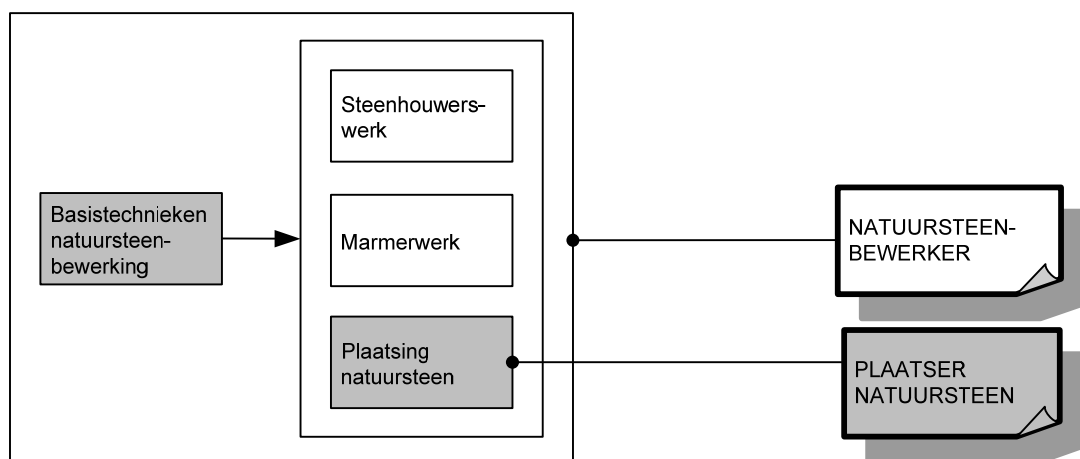 Steenhouwers-
werk
Basistechnieken
natuursteen-
bewerking
Marmerwerk
NATUURSTEEN-
BEWERKER
Plaatsing
natuursteen
PLAATSER
NATUURSTEEN